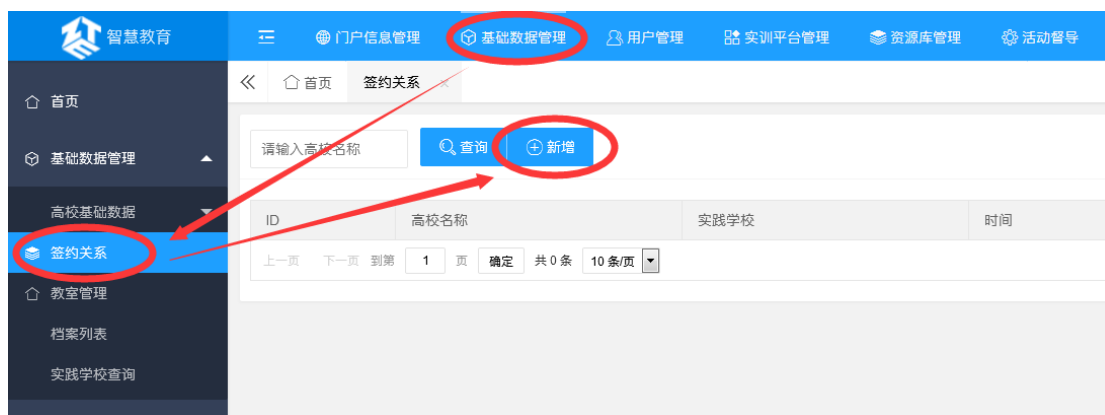 智慧教育
门户信息管理 基础数据管理 用户管理 实训平台管理 资源库管理 活动督导
首页 签约关系 ×
首页
基础数据管理
高校基础数据
签约关系
教室管理
档案列表
实践学校查询
请输入高校名称 查询 新增
ID 高校名称 实践学校 时间
上一页 下一页 到第 1 页 确定 共 0 条 10 条/页